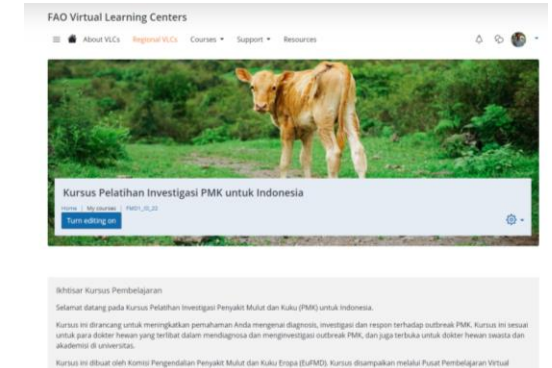 FAO Virtual Learning Centers
About VLCs Regional VLCs Courses Support Resources
Kursus Pelatihan Investigasi PMK untuk Indonesia
Home | My courses | FMD1_ID_22
Turn editing on
Ikhtisar Kursus Pembelajaran
Selamat datang pada Kursus Pelatihan Investigasi Penyakit Mulut dan Kuku (PMK) untuk Indonesia.
Kursus ini dirancang untuk meningkatkan pemahaman Anda mengenai diagnosis, investigasi dan respon terhadap outbreak PMK. Kursus ini sesuai
untuk para dokter hewan yang terlibat dalam mendiagnosa dan menginvestigasi outbreak PMK, dan juga terbuka untuk dokter hewan swasta dan
akademisi di universitas.
Kursus ini dibuat oleh Komisi Pengendalian Penyakit Mulut dan Kuku Eropa (EuFMD). Kursus disampaikan melalui Pusat Pembelajaran Virtual